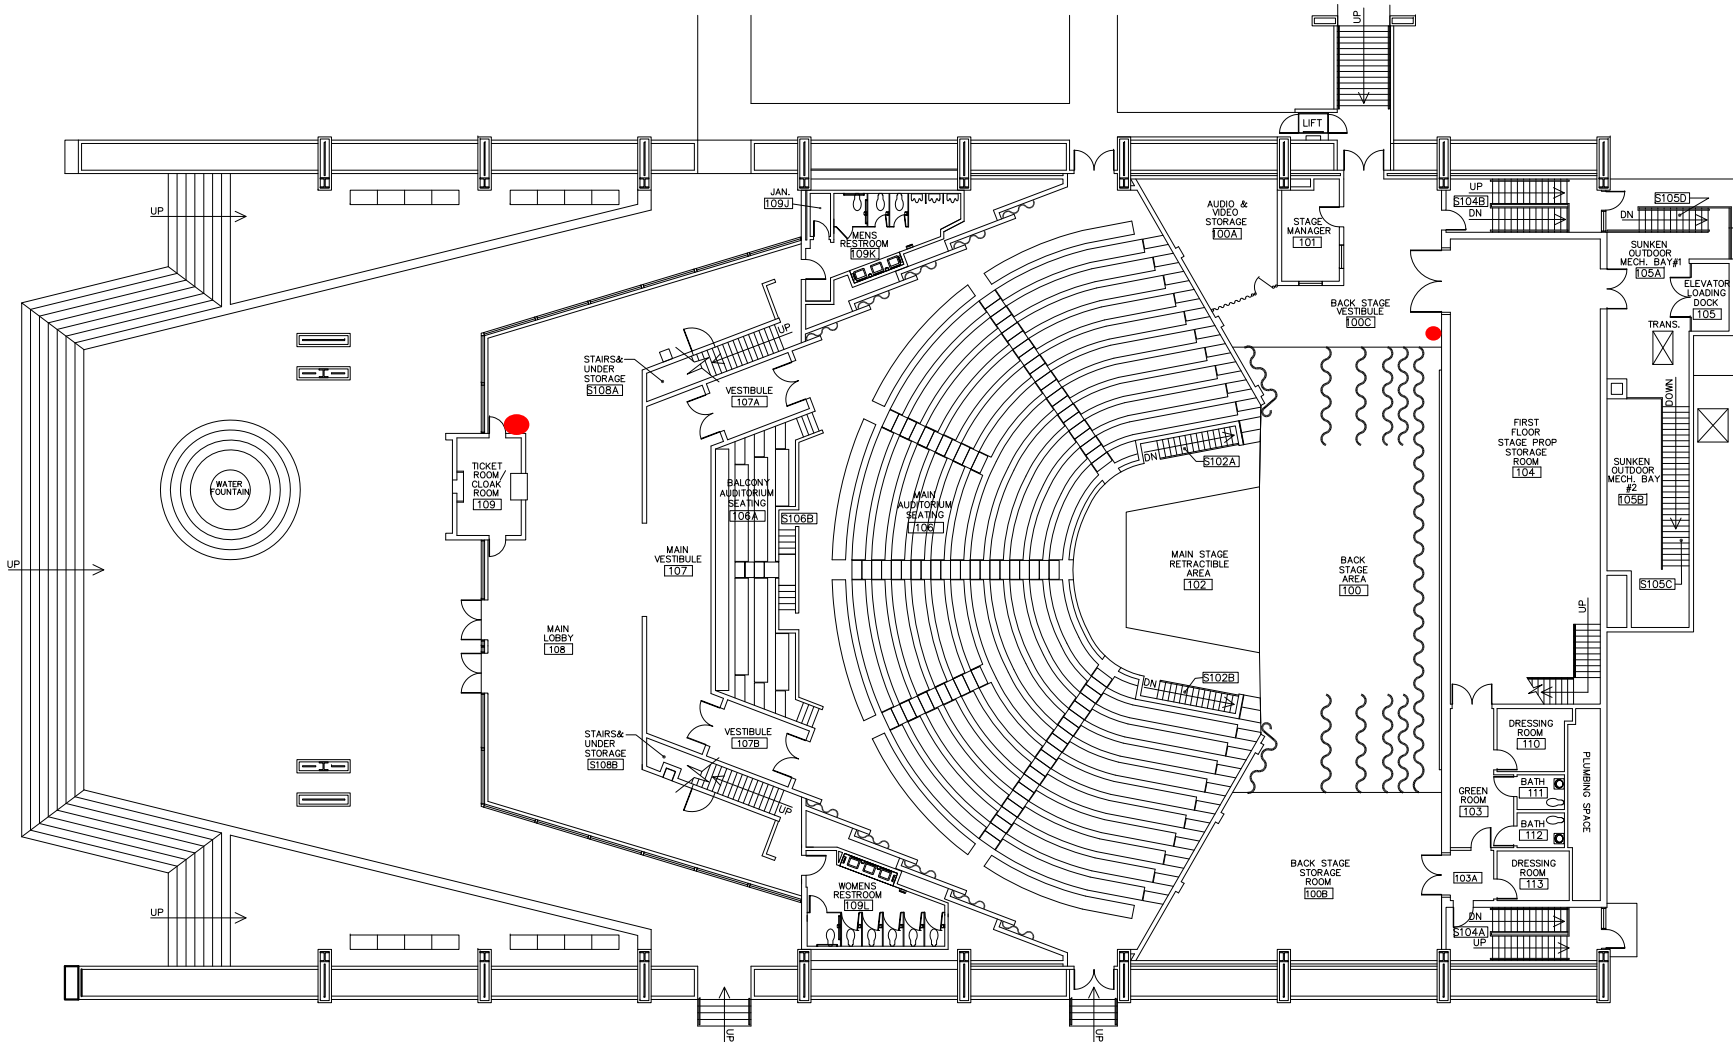 UP
LIFT
UP
JAN.
109J
MENS
RESTROOM
109K
AUDIO &
VIDEO
STORAGE
100A
STAGE
MANAGER
101
UP
S104B
DN
S105D
DN
SUNKEN
OUTDOOR
MECH. BAY#1
105A
ELEVATOR
LOADING
DOCK
105
BACK STAGE
VESTIBULE
100C
TRANS.
UP
STAIRS&
UNDER
STORAGE
S108A
VESTIBULE
107A
DOWN
FIRST
FLOOR
STAGE PROP
STORAGE
ROOM
104
SUNKEN
OUTDOOR
MECH. BAY
#2
105B
DN
S102A
WATER
FOUNTAIN
TICKET
ROOM/
CLOAK
ROOM
109
BALCONY
AUDITORIUM
SEATING
106A
S106B
MAIN
AUDITORIUM
SEATING
106
UP
MAIN
VESTIBULE
107
MAIN STAGE
RETRACTIBLE
AREA
102
BACK
STAGE
AREA
100
S105C
UP
MAIN
LOBBY
108
DN
S102B
STAIRS&
UNDER
STORAGE
S108B
VESTIBULE
107B
UP
DRESSING
ROOM
110
BATH
111
GREEN
ROOM
103
BATH
112
PLUMBING SPACE
BACK STAGE
STORAGE
ROOM
100B
103A
DRESSING
ROOM
113
WOMENS
RESTROOM
109L
UP
DN
S104A
UP
UP
UP